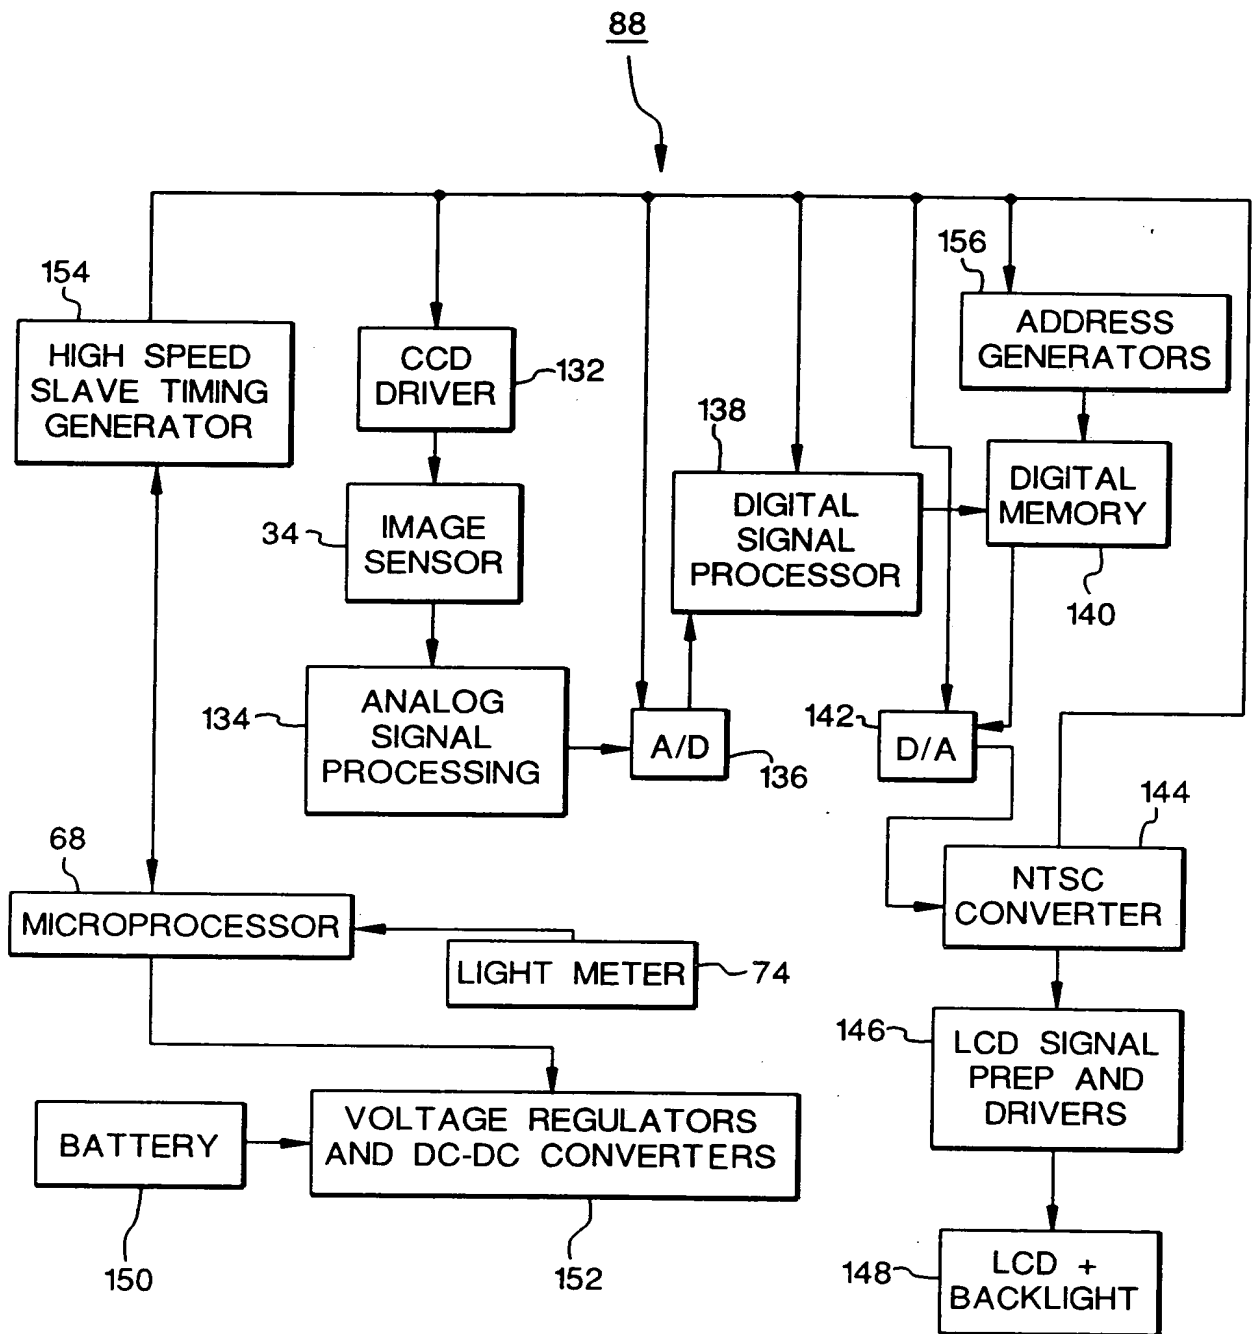 88
154
HIGH SPEED
SLAVE TIMING
GENERATOR
CCD
DRIVER
132
156
ADDRESS
GENERATORS
34
IMAGE
SENSOR
138
DIGITAL
SIGNAL
PROCESSOR
DIGITAL
MEMORY
140
134
ANALOG
SIGNAL
PROCESSING
A/D
136
142
D/A
144
NTSC
CONVERTER
68
MICROPROCESSOR
LIGHT METER
74
146
LCD SIGNAL
PREP AND
DRIVERS
BATTERY
150
VOLTAGE REGULATORS
AND DC-DC CONVERTERS
152
148
LCD +
BACKLIGHT